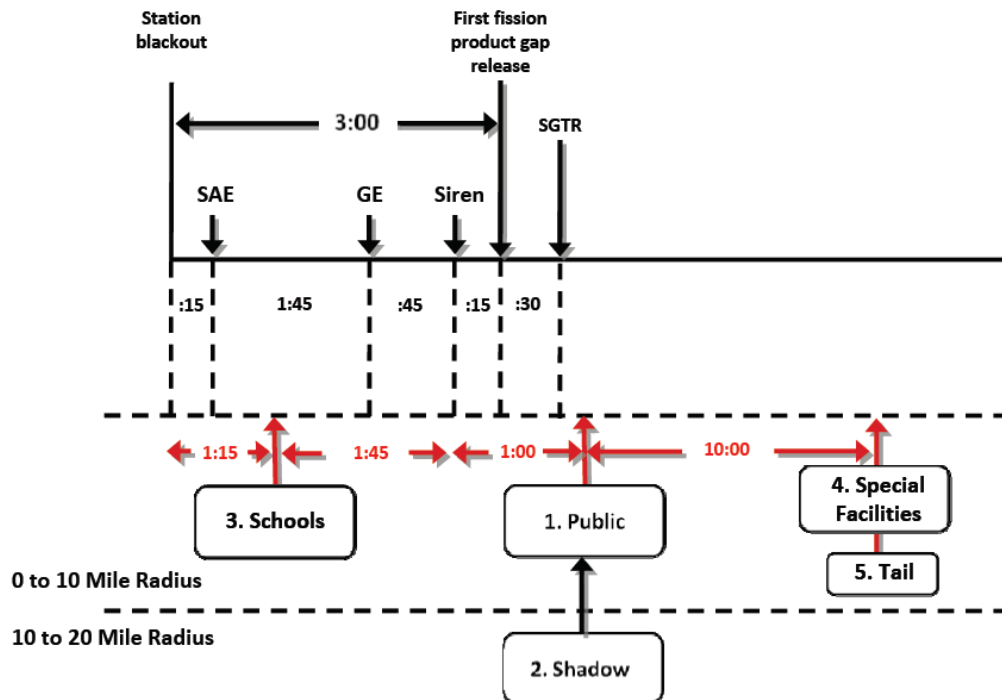 Station
blackout
First fission
product gap
release
3:00
SGTR
SAE
GE
Siren
:15
1:45
:45
:15
:30
1:15
1:45
1:00
10:00
3. Schools
1. Public
4. Special
Facilities
5. Tail
0 to 10 Mile Radius
10 to 20 Mile Radius
2. Shadow